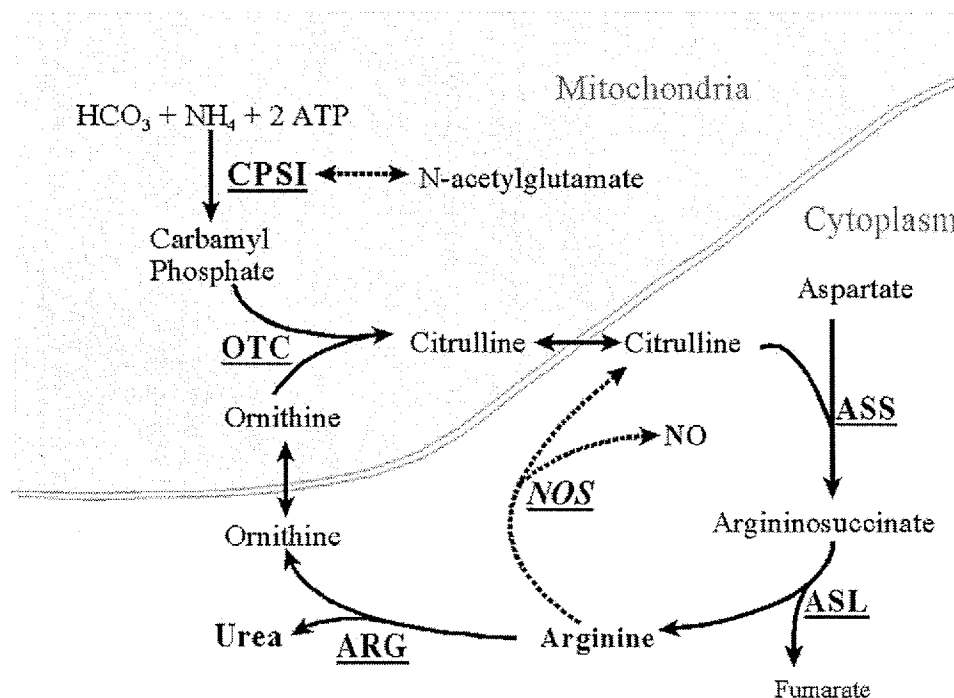 Mitochondria
HCO3 + NH4 + 2 ATP
CPSI
N-acetylglutamate
Carbamyl
Phosphate
Cytoplasm
Aspartate
OTC
Citrulline
Citrulline
ASS
Ornithine
NO
NOS
Ornithine
Argininosuccinate
Urea
ARG
Arginine
ASL
Fumarate